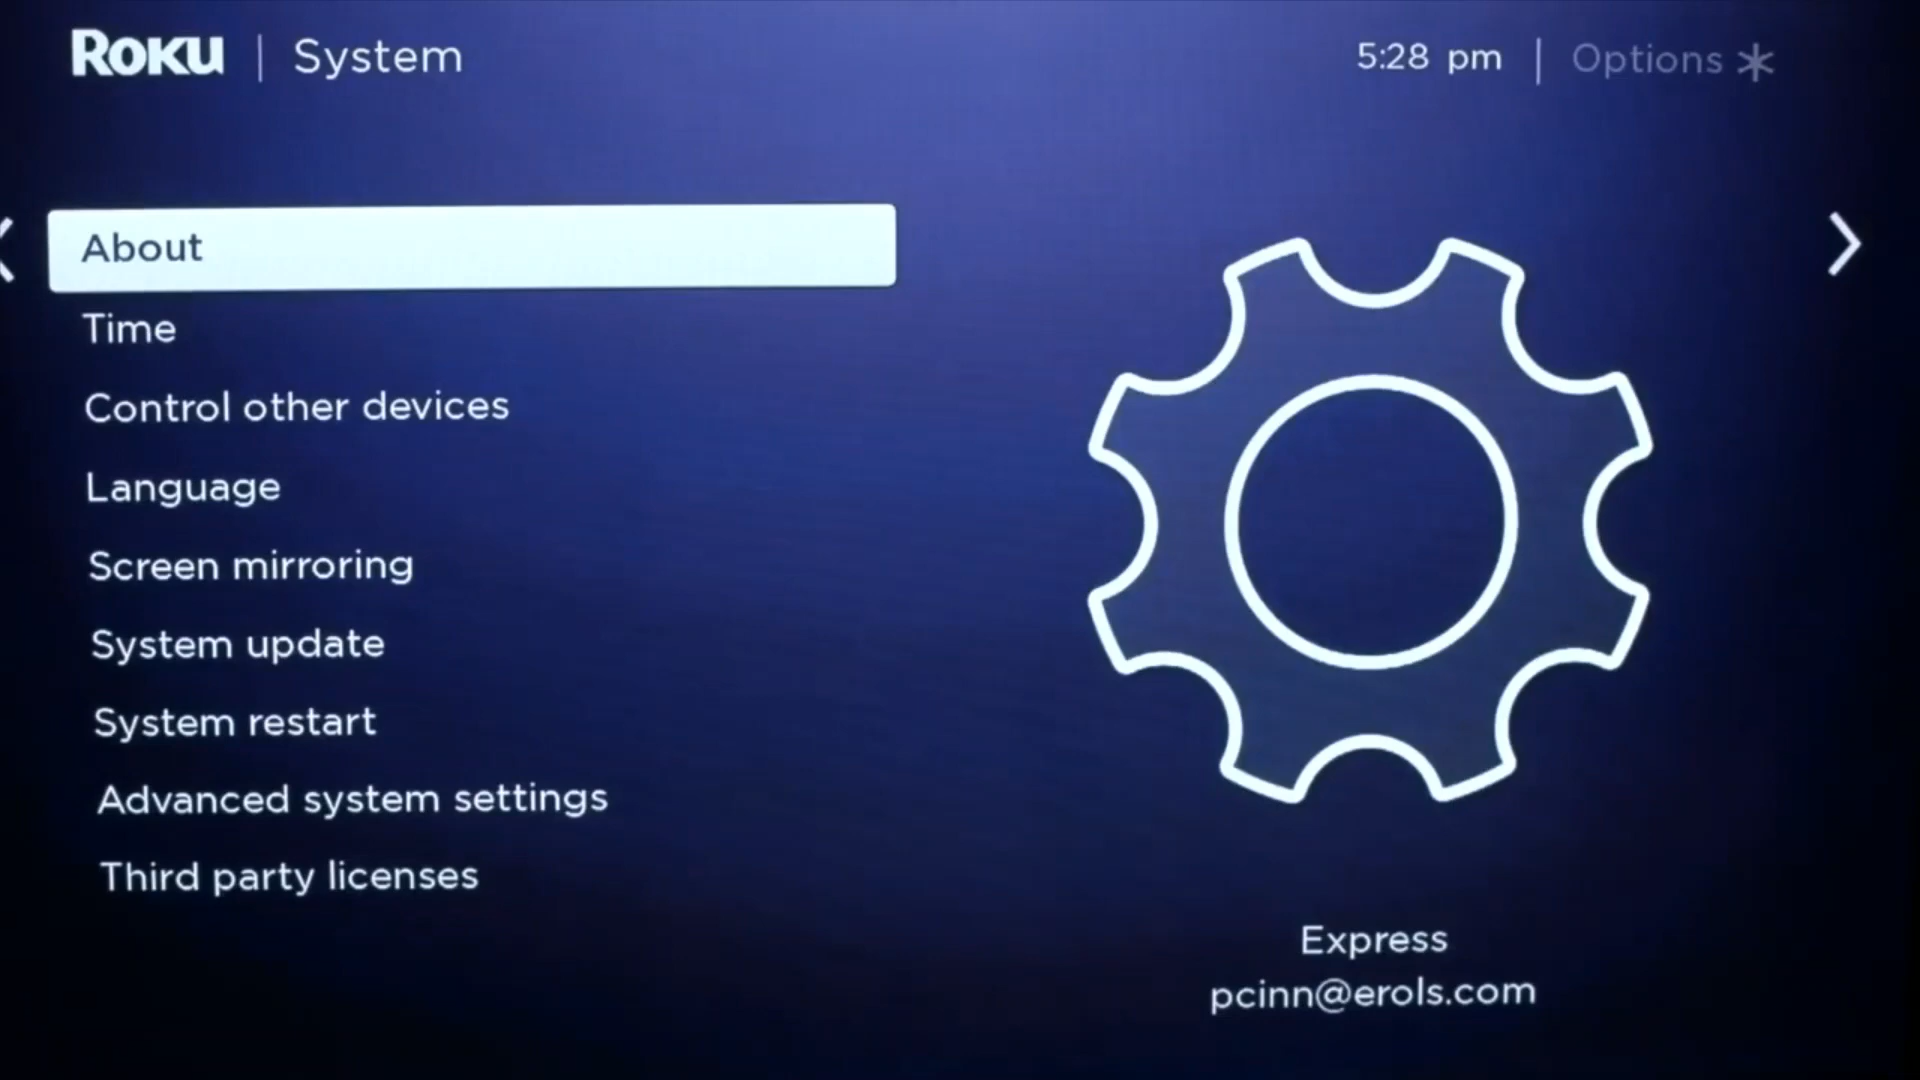 ROKU | System
5:28 pm | Options *
About
Time
Control other devices
Language
Screen mirroring
System update
System restart
Advanced system settings
Third party licenses
Express
pcinn@erols.com